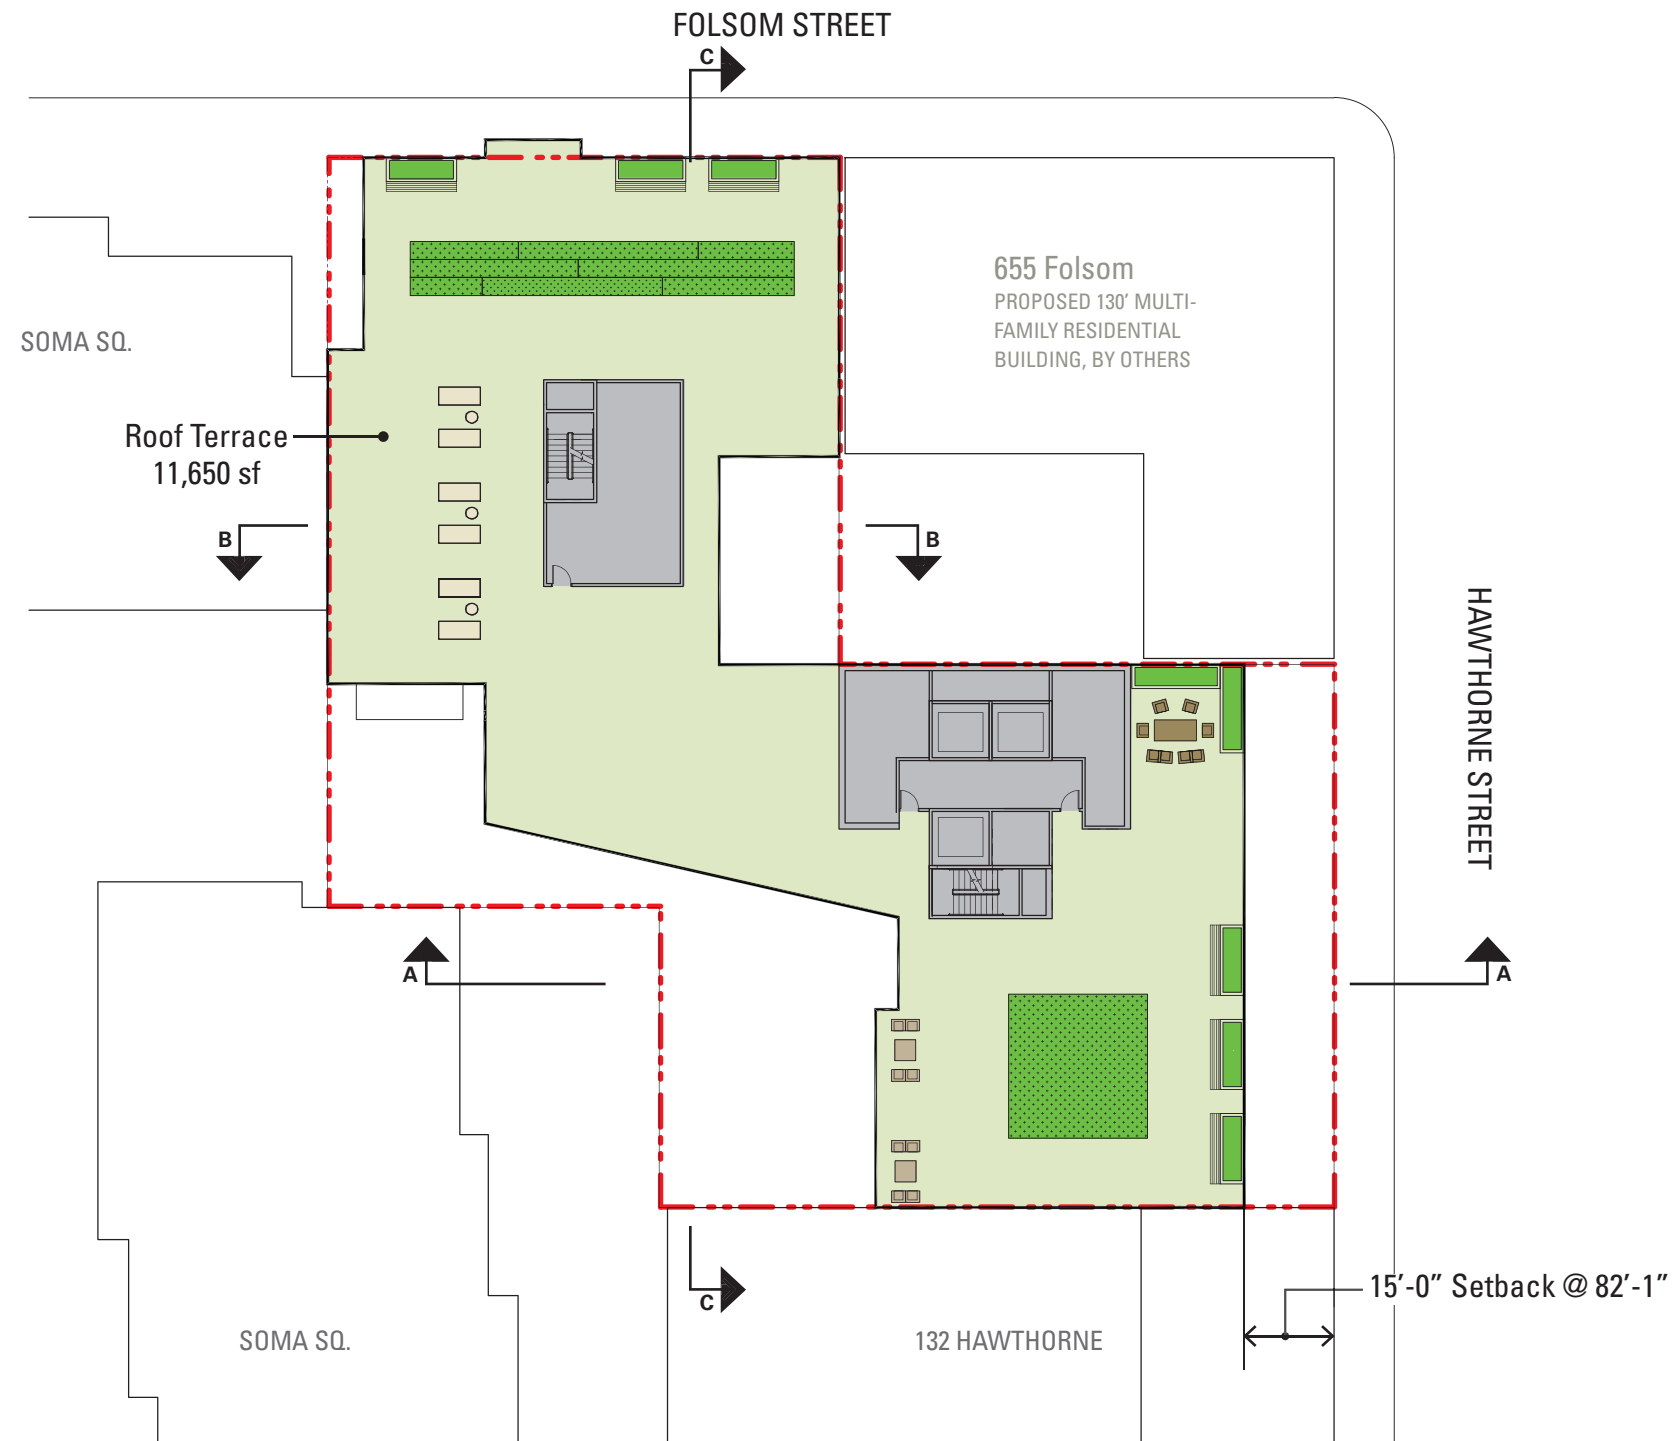 FOLSOM STREET
C
655 Folsom
PROPOSED 130’ MULTI-
FAMILY RESIDENTIAL
BUILDING, BY OTHERS
SOMA SQ.
Roof Terrace
11,650 sf
B
B
HAWTHORNE STREET
A
A
15’-0” Setback @ 82’-1”
C
SOMA SQ.
132 HAWTHORNE